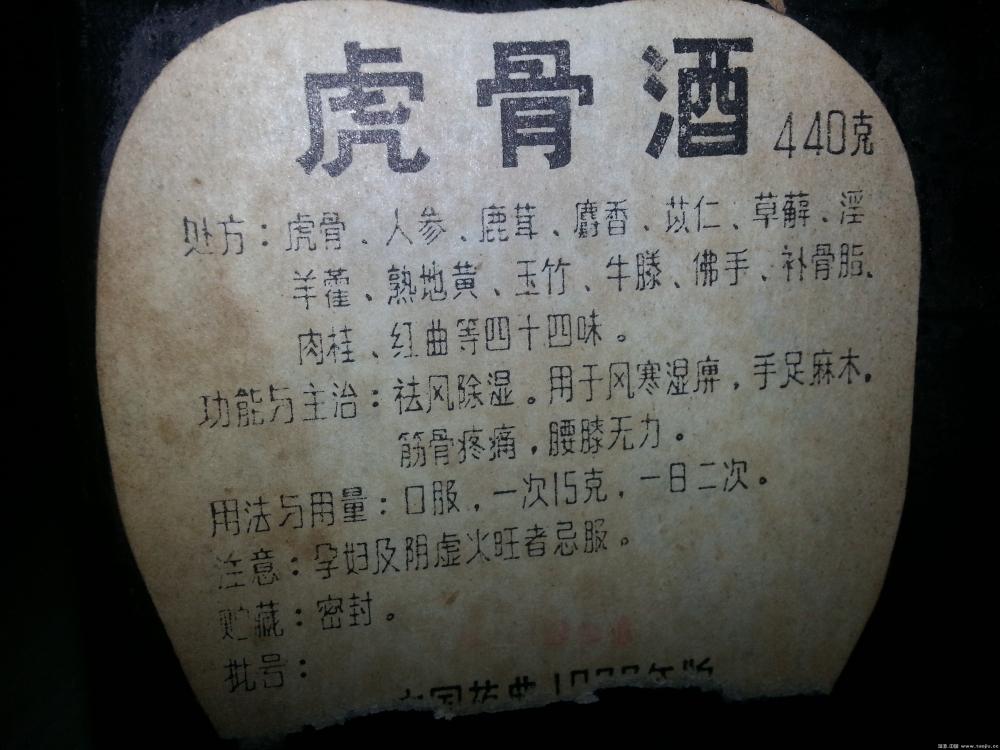 虎骨酒
440克
处方：虎骨、人参、鹿茸、麝香、苡仁、草薢、淫
羊藿、熟地黄、玉竹、牛膝、佛手、补骨脂、
肉桂、红曲等四十四味。
功能与主治：祛风除湿。用于风寒湿痹，手足麻木，
筋骨疼痛，腰膝无力。
用法与用量：口服，一次15克，一日二次。
注意：孕妇及阴虚火旺者忌服。
贮藏：密封。
批号：
中国药典